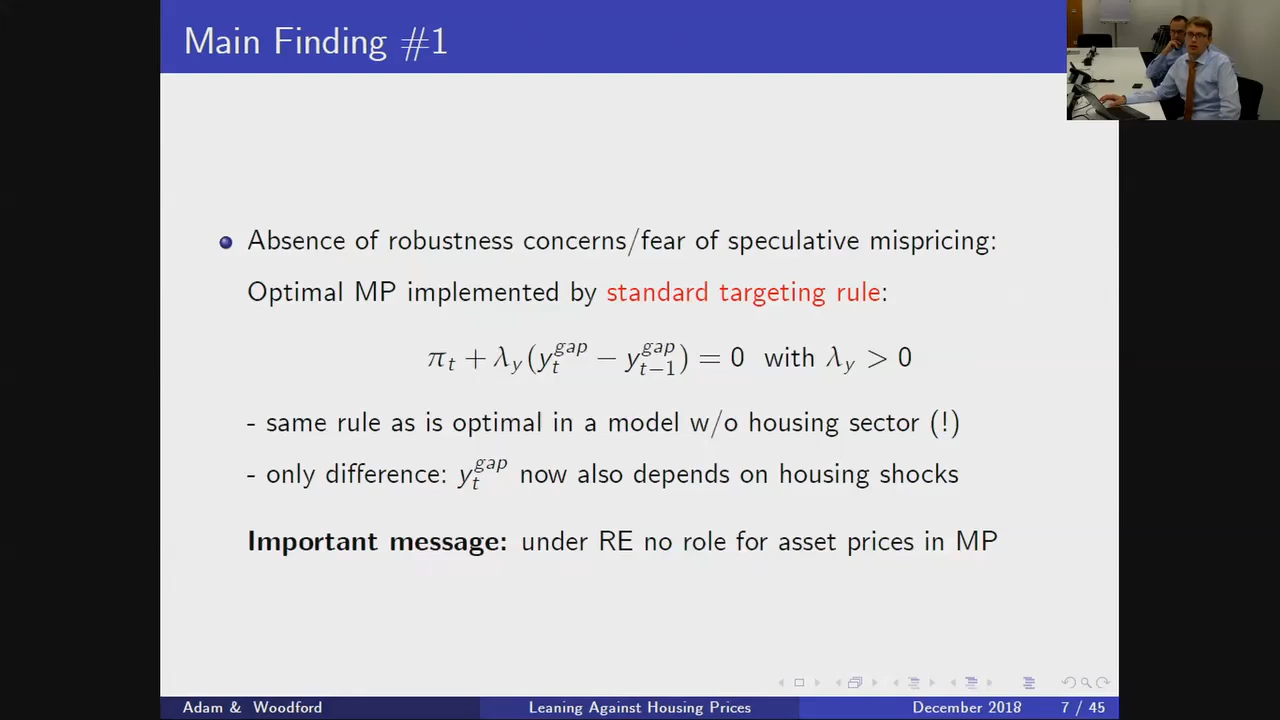 Main Finding #1
Absence of robustness concerns/fear of speculative mispricing:
Optimal MP implemented by standard targeting rule:
π_t + λ_y(y_t^{gap} − y_{t−1}^{gap}) = 0 with λ_y > 0
- same rule as is optimal in a model w/o housing sector (!)
- only difference: y_t^{gap} now also depends on housing shocks
Important message: under RE no role for asset prices in MP
Adam & Woodford Leaning Against Housing Prices December 2018 7 / 45